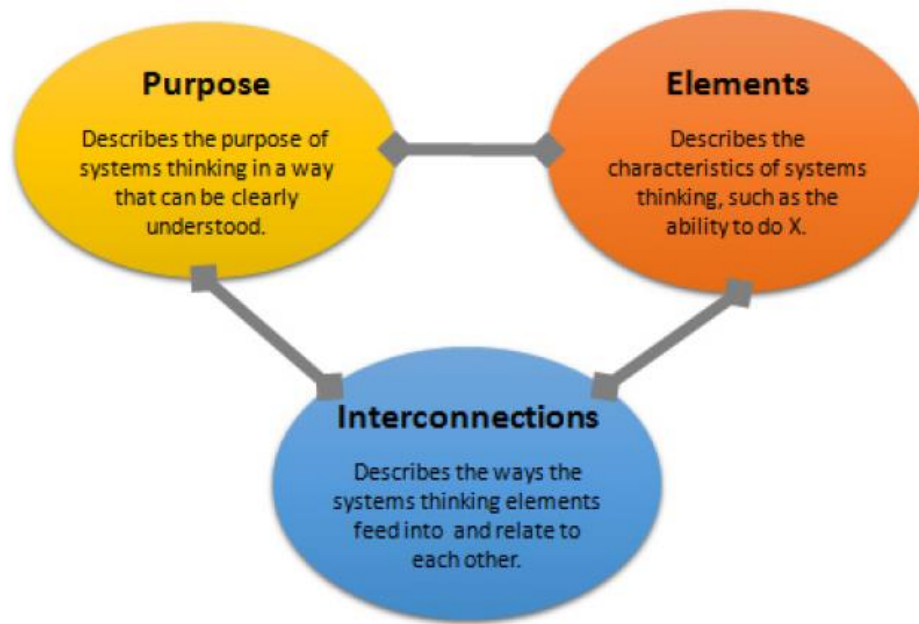 Purpose
Describes the purpose of
systems thinking in a way
that can be clearly
understood.
Elements
Describes the
characteristics of systems
thinking, such as the
ability to do X.
Interconnections
Describes the ways the
systems thinking elements
feed into  and relate to
each other.